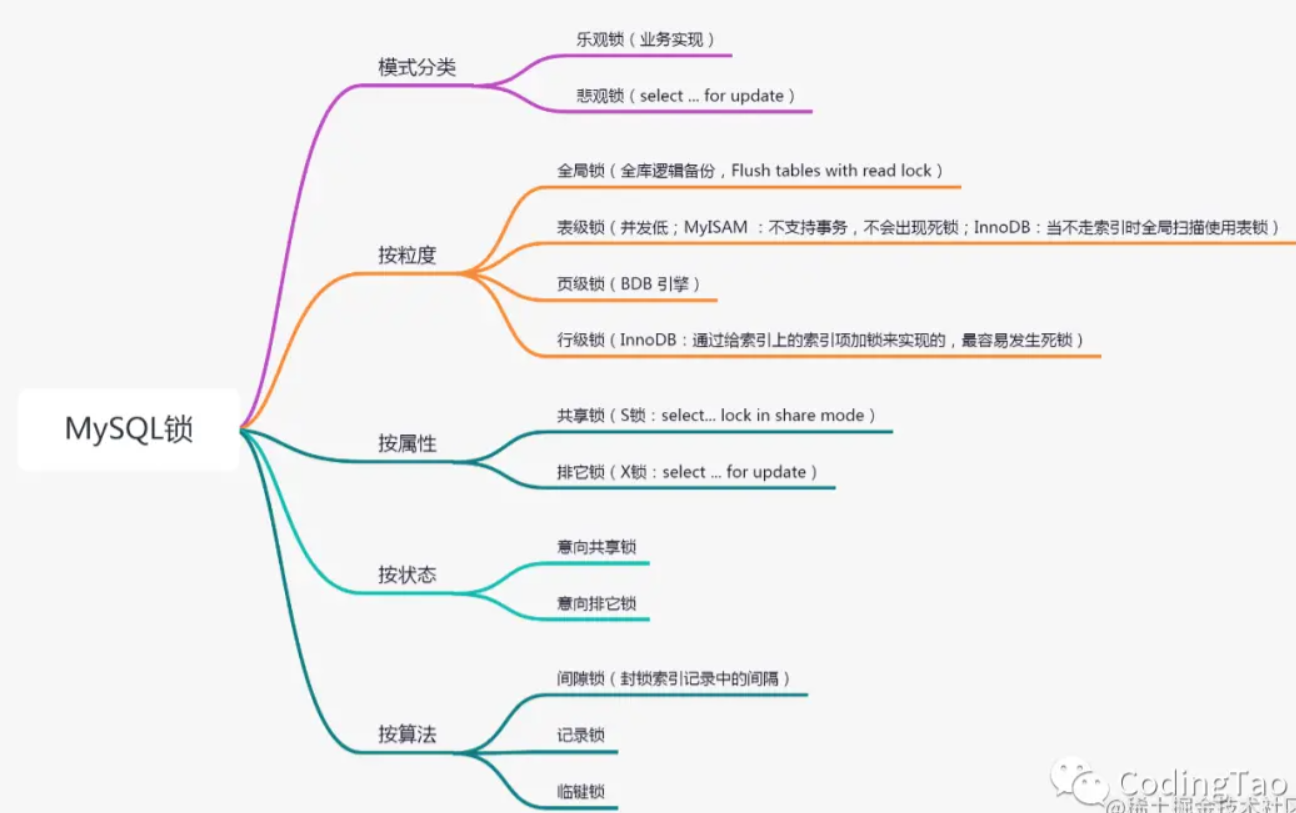 MySQL锁
模式分类
乐观锁（业务实现）
悲观锁（select ... for update）
按粒度
全局锁（全库逻辑备份，Flush tables with read lock）
表级锁（并发低；MyISAM ：不支持事务，不会出现死锁；InnoDB：当不走索引时全局扫描使用表锁）
页级锁（BDB 引擎）
行级锁（InnoDB：通过给索引上的索引项加锁来实现的，最容易发生死锁）
按属性
共享锁（S锁：select... lock in share mode）
排它锁（X锁：select ... for update）
按状态
意向共享锁
意向排它锁
按算法
间隙锁（封锁索引记录中的间隔）
记录锁
临键锁
CodingTao
@稀土掘金技术社区